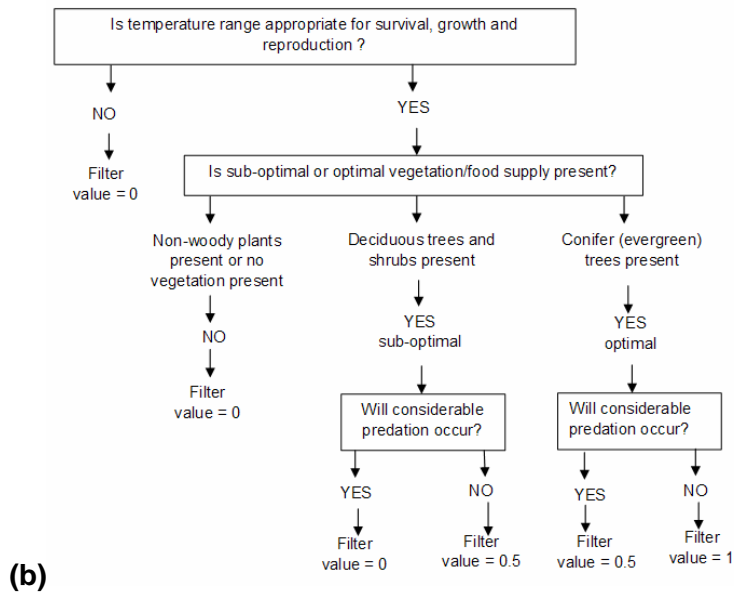 Is temperature range appropriate for survival, growth and
reproduction ?
NO
YES
Filter
value = 0
Is sub-optimal or optimal vegetation/food supply present?
Non-woody plants
present or no
vegetation present
Deciduous trees and
shrubs present
Conifer (evergreen)
trees present
NO
YES
sub-optimal
YES
optimal
Filter
value = 0
Will considerable
predation occur?
Will considerable
predation occur?
YES
NO
YES
NO
Filter
value = 0
Filter
value = 0.5
Filter
value = 0.5
Filter
value = 1
(b)